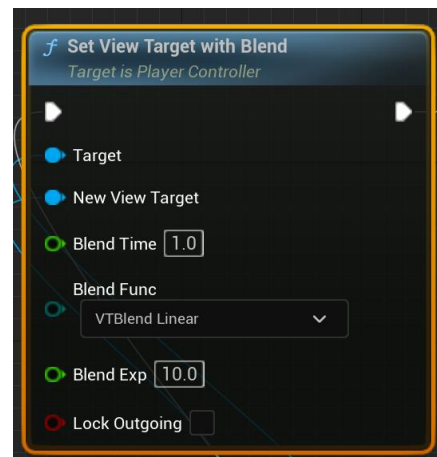 f Set View Target with Blend
Target is Player Controller
Target
New View Target
Blend Time 1.0
Blend Func
VTBlend Linear
Blend Exp 10.0
Lock Outgoing